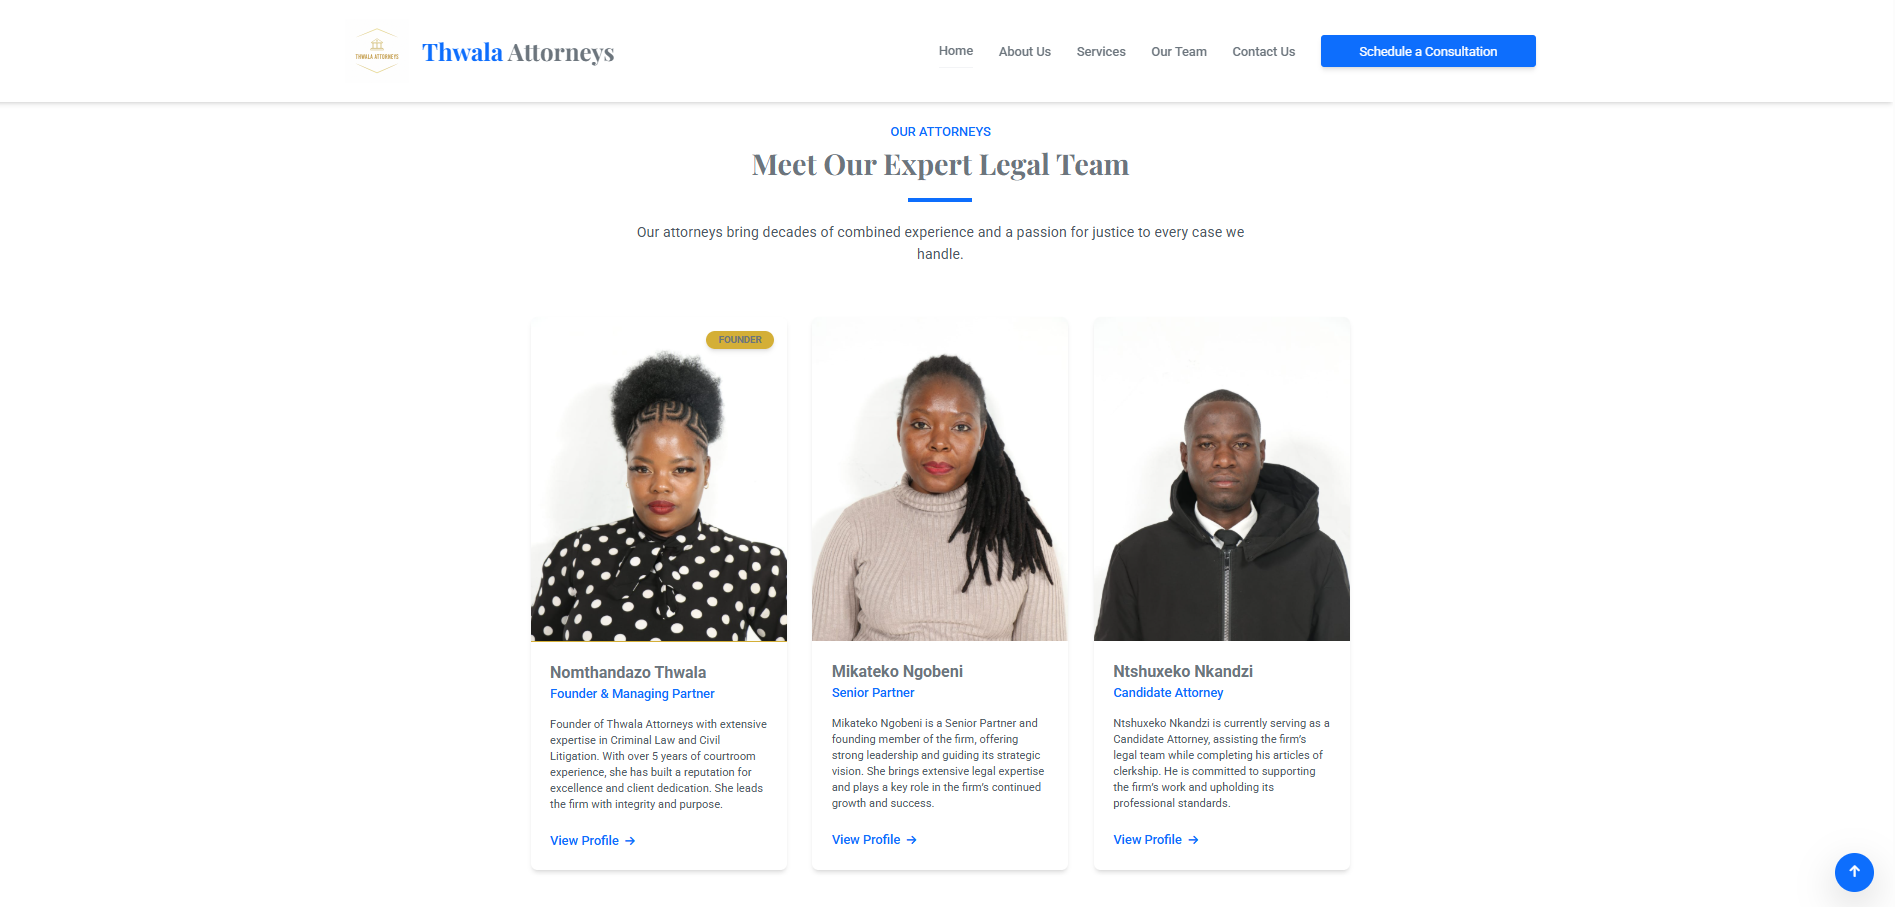 THWALA ATTORNEYS
Thwala Attorneys
Home
About Us
Services
Our Team
Contact Us
Schedule a Consultation
OUR ATTORNEYS
Meet Our Expert Legal Team
Our attorneys bring decades of combined experience and a passion for justice to every case we
handle.
FOUNDER
Nomthandazo Thwala
Founder & Managing Partner
Founder of Thwala Attorneys with extensive
expertise in Criminal Law and Civil
Litigation. With over 5 years of courtroom
experience, she has built a reputation for
excellence and client dedication. She leads
the firm with integrity and purpose.
View Profile →
Mikateko Ngobeni
Senior Partner
Mikateko Ngobeni is a Senior Partner and
founding member of the firm, offering
strong leadership and guiding its strategic
vision. She brings extensive legal expertise
and plays a key role in the firm's continued
growth and success.
View Profile →
Ntshuxeko Nkandzi
Candidate Attorney
Ntshuxeko Nkandzi is currently serving as a
Candidate Attorney, assisting the firm's
legal team while completing his articles of
clerkship. He is committed to supporting
the firm's work and upholding its
professional standards.
View Profile →